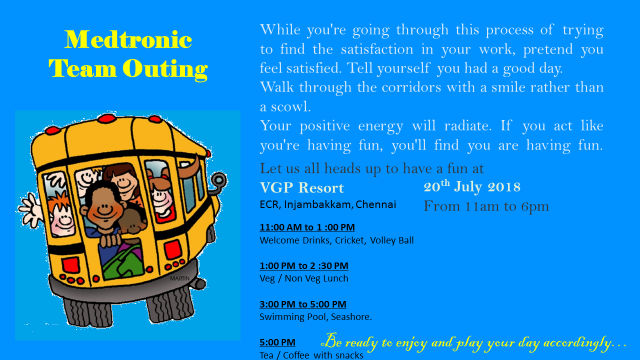 Medtronic
Team Outing
While you're going through this process of trying
to find the satisfaction in your work, pretend you
feel satisfied. Tell yourself you had a good day.
Walk through the corridors with a smile rather than
a scowl.
Your positive energy will radiate. If you act like
you're having fun, you'll find you are having fun.
Let us all heads up to have a fun at
VGP Resort
20th July 2018
ECR, Injambakkam, Chennai
From 11am to 6pm
11:00 AM to 1 :00 PM
Welcome Drinks, Cricket, Volley Ball
1:00 PM to 2 :30 PM
Veg / Non Veg Lunch
3:00 PM to 5:00 PM
Swimming Pool, Seashore.
5:00 PM
Tea / Coffee with snacks
Be ready to enjoy and play your day accordingly…